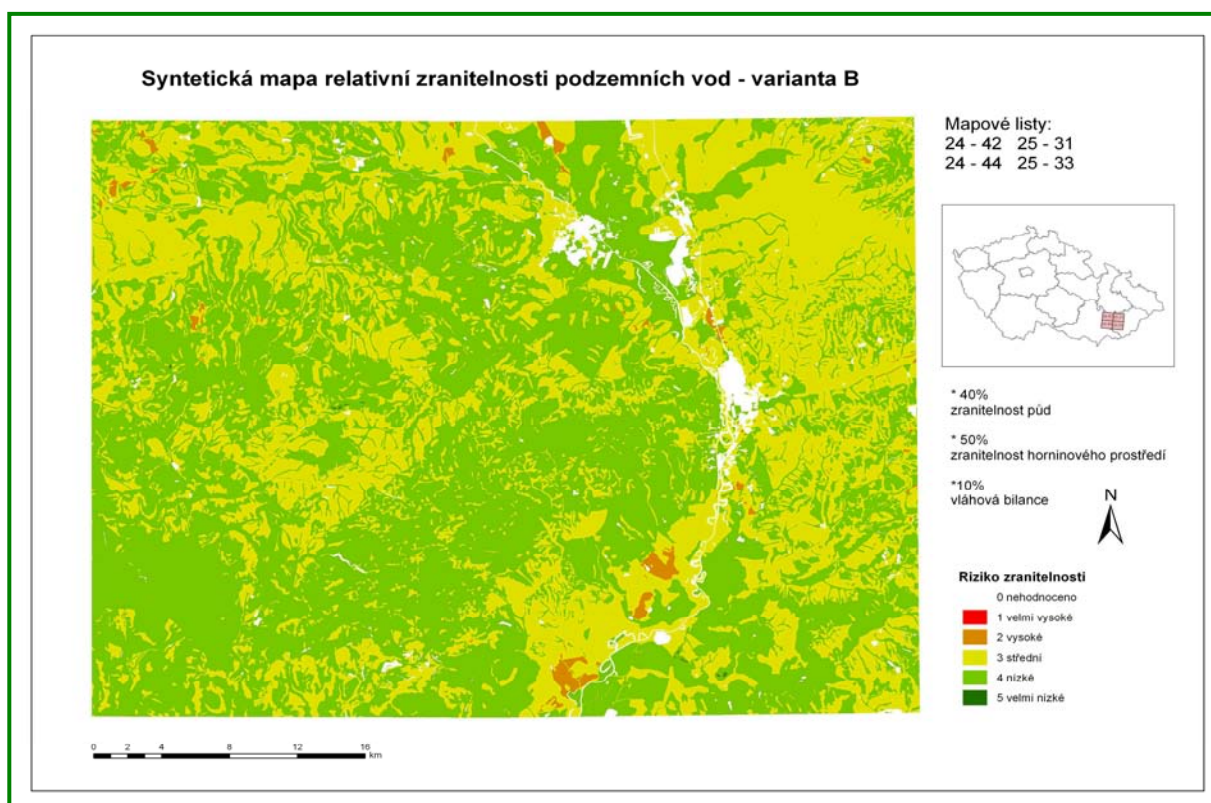 Syntetická mapa relativní zranitelnosti podzemních vod - varianta B
Mapové listy:
24 - 42 25 - 31
24 - 44 25 - 33
* 40%
zranitelnost půd
* 50%
zranitelnost horninového prostředí
*10%
vláhová bilance
N
Riziko zranitelnosti
0 nehodnoceno
1 velmi vysoké
2 vysoké
3 střední
4 nízké
5 velmi nízké
0 2 4 8 12 16
km